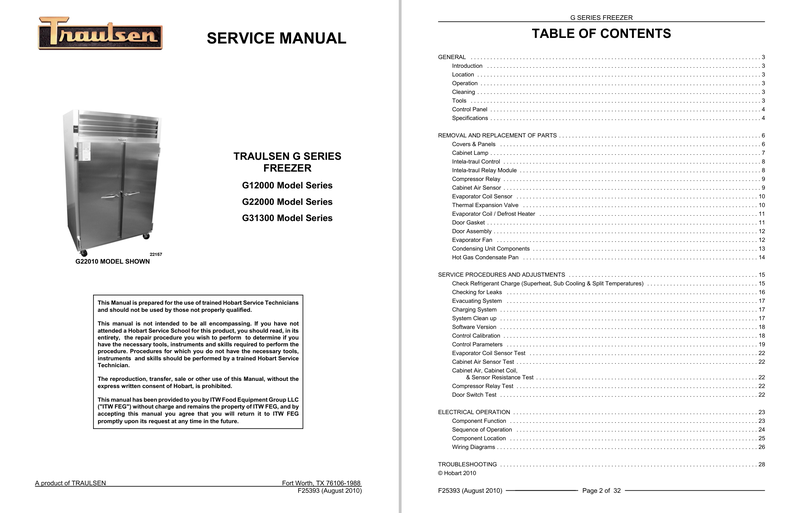 Traulsen
SERVICE MANUAL
TRAULSEN G SERIES
FREEZER
G12000 Model Series
G22000 Model Series
G31300 Model Series
22157
G22010 MODEL SHOWN
This Manual is prepared for the use of trained Hobart Service Technicians
and should not be used by those not properly qualified.
This manual is not intended to be all encompassing. If you have not
attended a Hobart Service School for this product, you should read, in its
entirety, the repair procedure you wish to perform to determine if you
have the necessary tools, instruments and skills required to perform the
procedure. Procedures for which you do not have the necessary tools,
instruments and skills should be performed by a trained Hobart Service
Technician.
The reproduction, transfer, sale or other use of this Manual, without the
express written consent of Hobart, is prohibited.
This manual has been provided to you by ITW Food Equipment Group LLC
("ITW FEG") without charge and remains the property of ITW FEG, and by
accepting this manual you agree that you will return it to ITW FEG
promptly upon its request at any time in the future.
A product of TRAULSEN Fort Worth, TX 76106-1988
F25393 (August 2010)
G SERIES FREEZER
TABLE OF CONTENTS
GENERAL 3
Introduction 3
Location 3
Operation 3
Cleaning 3
Tools 3
Control Panel 4
Specifications 4
REMOVAL AND REPLACEMENT OF PARTS 6
Covers & Panels 6
Cabinet Lamp 7
Intela-traul Control 8
Intela-traul Relay Module 8
Compressor Relay 9
Cabinet Air Sensor 9
Evaporator Coil Sensor 10
Thermal Expansion Valve 10
Evaporator Coil / Defrost Heater 11
Door Gasket 11
Door Assembly 12
Evaporator Fan 12
Condensing Unit Components 13
Hot Gas Condensate Pan 14
SERVICE PROCEDURES AND ADJUSTMENTS 15
Check Refrigerant Charge (Superheat, Sub Cooling & Split Temperatures) 15
Checking for Leaks 16
Evacuating System 17
Charging System 17
System Clean up 17
Software Version 18
Control Calibration 18
Control Parameters 19
Evaporator Coil Sensor Test 22
Cabinet Air Sensor Test 22
Cabinet Air, Cabinet Coil,
& Sensor Resistance Test 22
Compressor Relay Test 22
Door Switch Test 22
ELECTRICAL OPERATION 23
Component Function 23
Sequence of Operation 24
Component Location 25
Wiring Diagrams 26
TROUBLESHOOTING 28
© Hobart 2010
F25393 (August 2010) Page 2 of 32